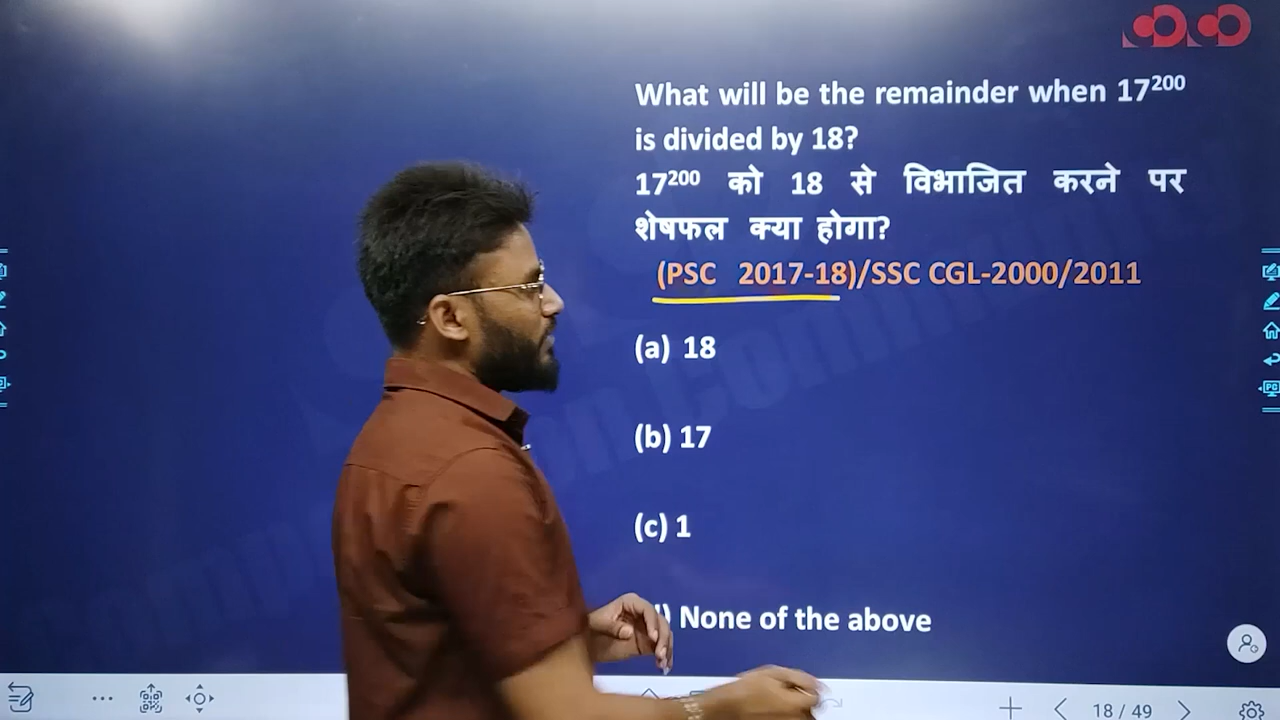 What will be the remainder when 17²⁰⁰
is divided by 18?
17²⁰⁰ को 18 से विभाजित करने पर
शेषफल क्या होगा?
(PSC 2017-18)/SSC CGL-2000/2011
(a) 18
(b) 17
(c) 1
) None of the above
18 / 49
PC